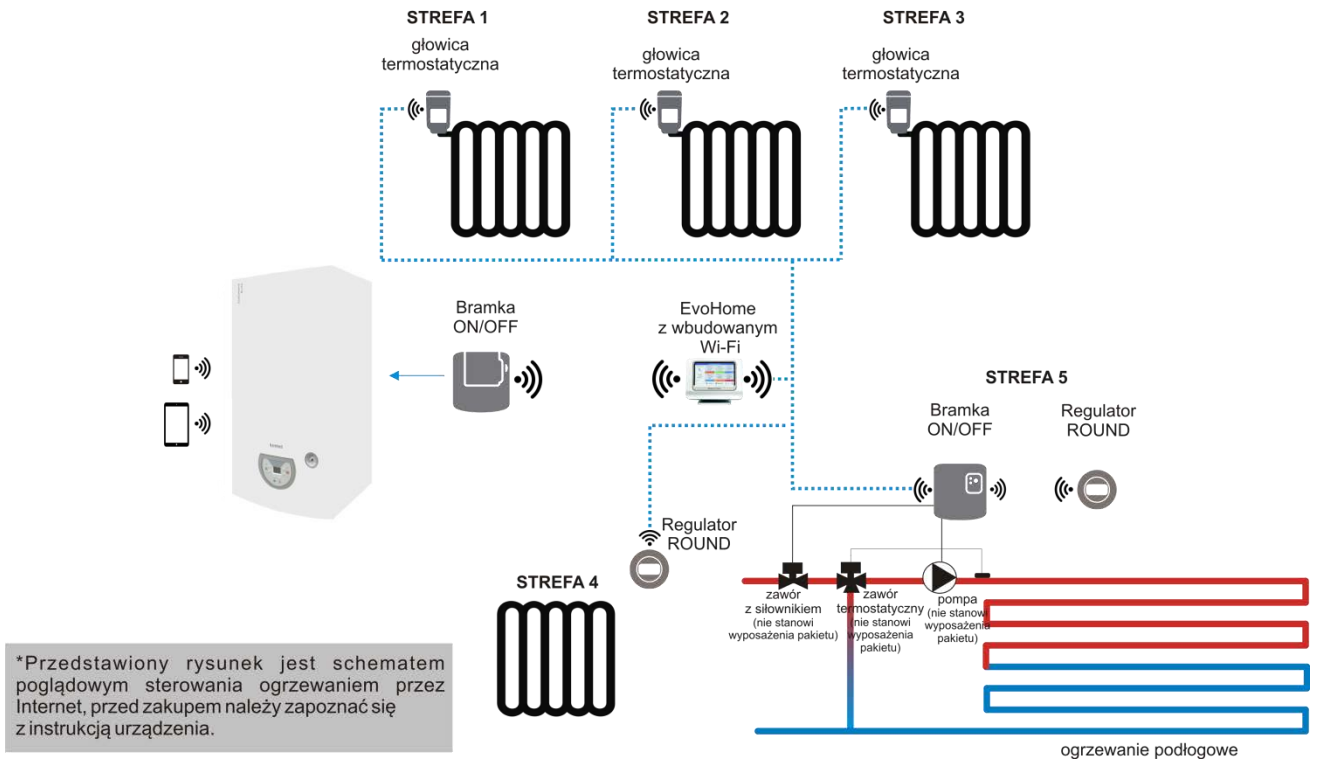 STREFA 1
głowica
termostatyczna
STREFA 2
głowica
termostatyczna
STREFA 3
głowica
termostatyczna
Bramka
ON/OFF
EvoHome
z wbudowanym
Wi-Fi
STREFA 5
Bramka
ON/OFF
Regulator
ROUND
Regulator
ROUND
STREFA 4
zawór
z siłownikiem
(nie stanowi
wyposażenia pakietu)
zawór
termostatyczny
(nie stanowi
wyposażenia
pakietu)
pompa
(nie stanowi
wyposażenia
pakietu)
ogrzewanie podłogowe
*Przedstawiony rysunek jest schematem
poglądowym sterowania ogrzewaniem przez
Internet, przed zakupem należy zapoznać się
z instrukcją urządzenia.